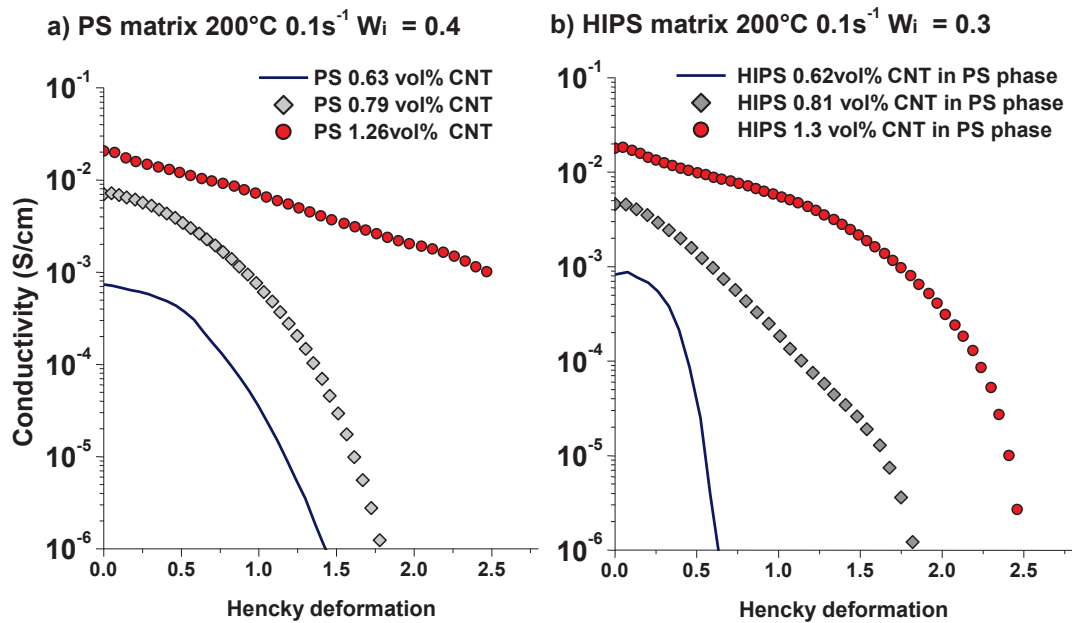 a) PS matrix 200°C 0.1s⁻¹ Wi = 0.4
PS 0.63 vol% CNT
PS 0.79 vol% CNT
PS 1.26vol% CNT
Conductivity (S/cm)
10⁻¹
10⁻²
10⁻³
10⁻⁴
10⁻⁵
10⁻⁶
0.0 0.5 1.0 1.5 2.0 2.5
Hencky deformation
b) HIPS matrix 200°C 0.1s⁻¹ Wi = 0.3
HIPS 0.62vol% CNT in PS phase
HIPS 0.81 vol% CNT in PS phase
HIPS 1.3 vol% CNT in PS phase
10⁻¹
10⁻²
10⁻³
10⁻⁴
10⁻⁵
10⁻⁶
0.0 0.5 1.0 1.5 2.0 2.5
Hencky deformation